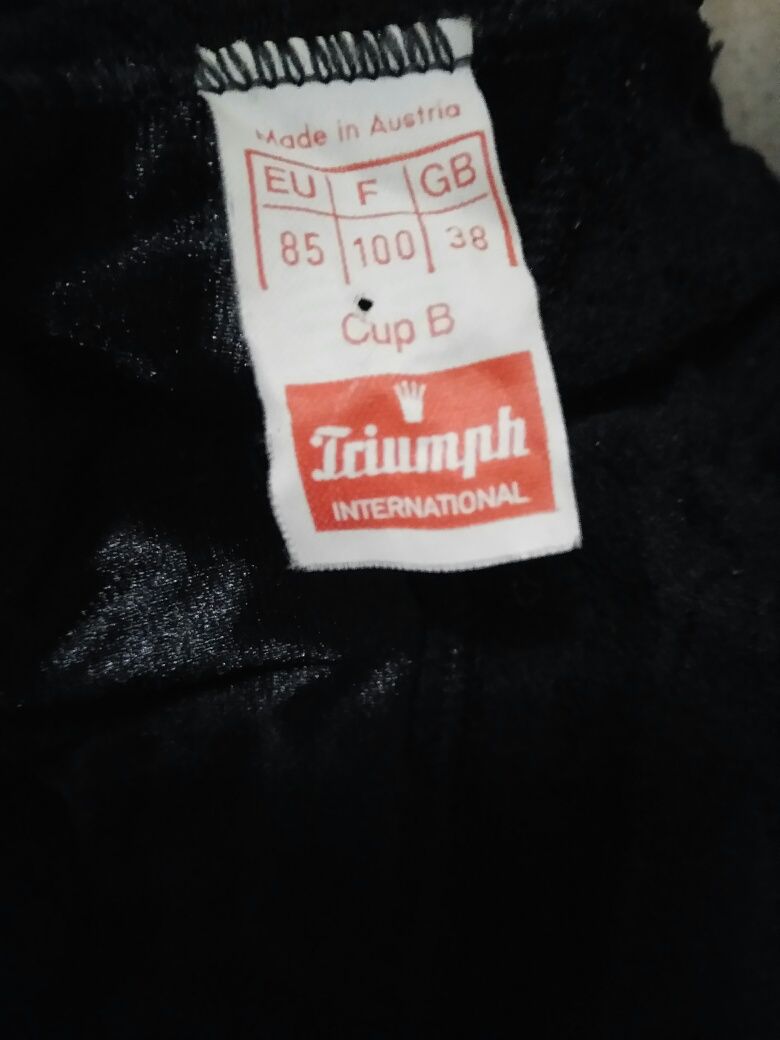 Made in Austria
EU F GB
85 100 38
Cup B
Triumph
INTERNATIONAL